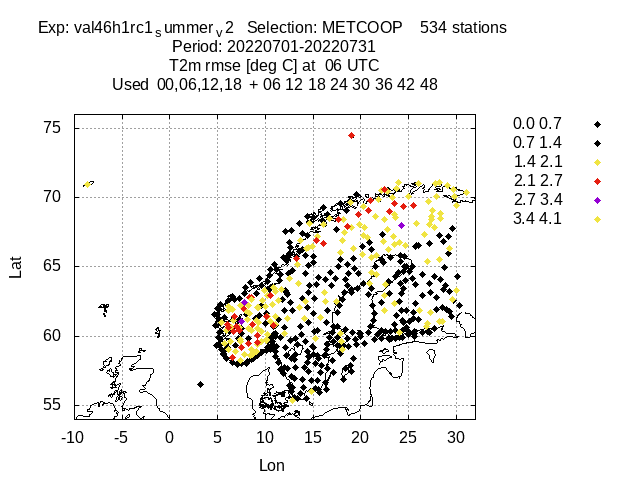 Exp: val46h1rc1summerv2 Selection: METCOOP 534 stations
Period: 20220701-20220731
T2m rmse [deg C] at 06 UTC
Used 00,06,12,18 + 06 12 18 24 30 36 42 48
0.0 0.7
0.7 1.4
1.4 2.1
2.1 2.7
2.7 3.4
3.4 4.1
75
70
65
60
55
Lat
-10 -5 0 5 10 15 20 25 30
Lon